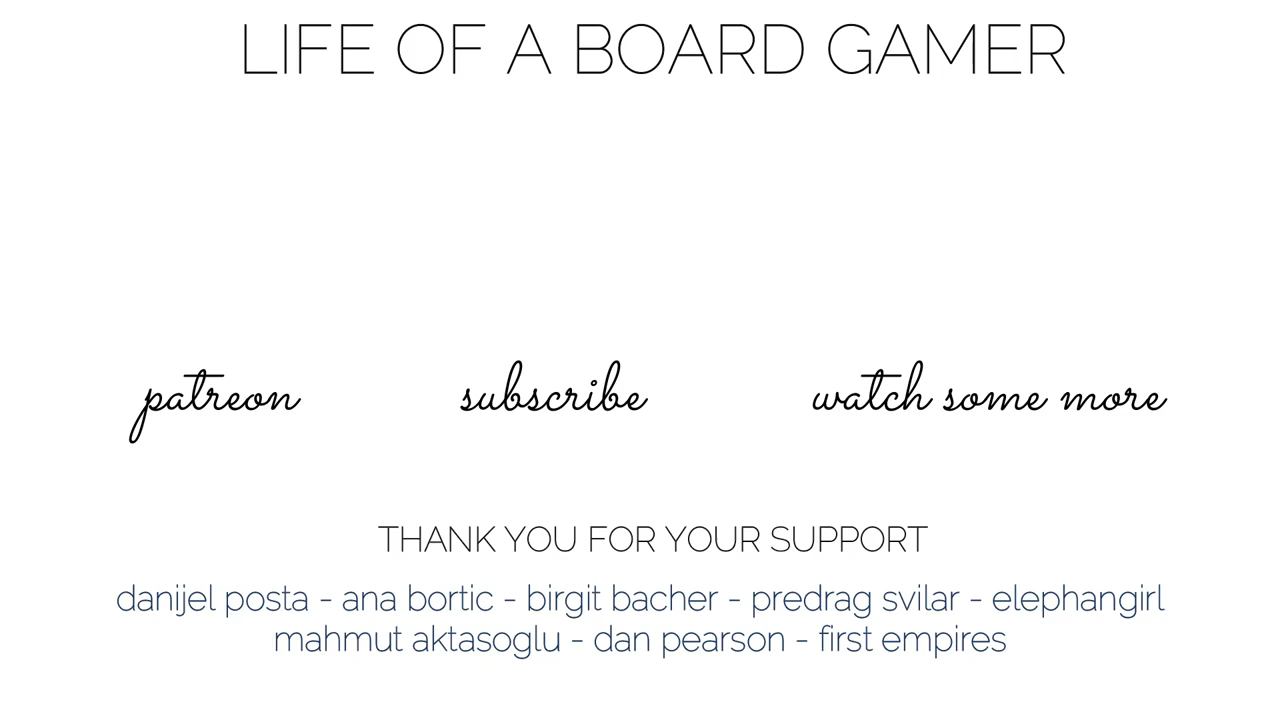 LIFE OF A BOARD GAMER
patreon subscribe watch some more
THANK YOU FOR YOUR SUPPORT
danijel posta - ana bortic - birgit bacher - predrag svilar - elephangirl
mahmut aktasoglu - dan pearson - first empires